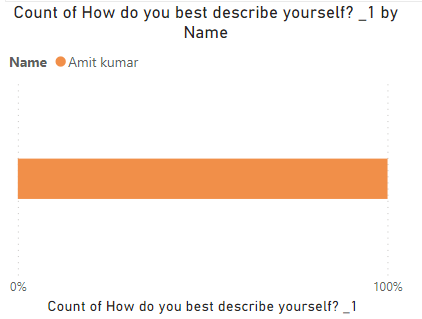 Count of How do you best describe yourself? _1 by
Name
Name Amit kumar
0% 100%
Count of How do you best describe yourself? _1